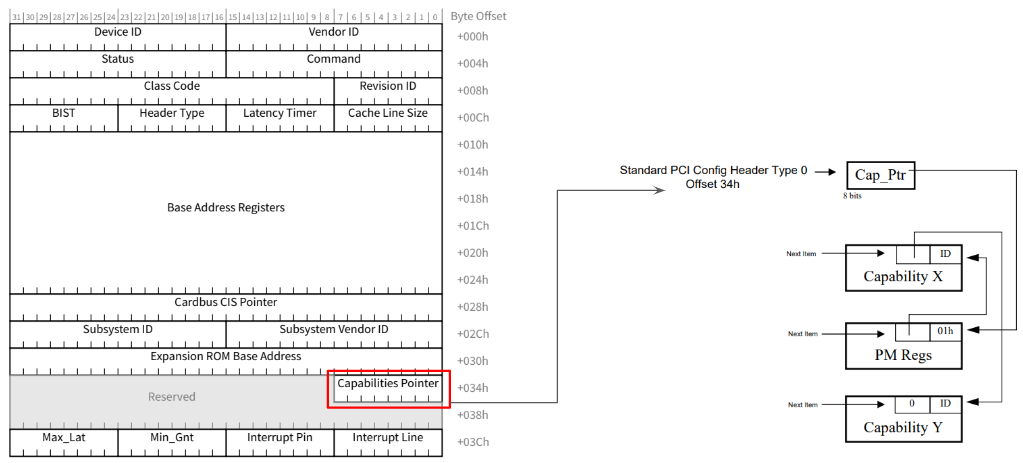 31 30 29 28 27 26 25 24 23 22 21 20 19 18 17 16 15 14 13 12 11 10 9 8 7 6 5 4 3 2 1 0 Byte Offset
Device ID Vendor ID +000h
Status Command +004h
Class Code Revision ID +008h
BIST Header Type Latency Timer Cache Line Size +00Ch
+010h
+014h
+018h
Base Address Registers
+01Ch
+020h
+024h
Cardbus CIS Pointer +028h
Subsystem ID Subsystem Vendor ID +02Ch
Expansion ROM Base Address +030h
Capabilities Pointer +034h
Reserved
+038h
Max_Lat Min_Gnt Interrupt Pin Interrupt Line +03Ch
Standard PCI Config Header Type 0
Offset 34h
Cap_Ptr
8 bits
Next Item ID
Capability X
Next Item 01h
PM Regs
Next Item 0 ID
Capability Y